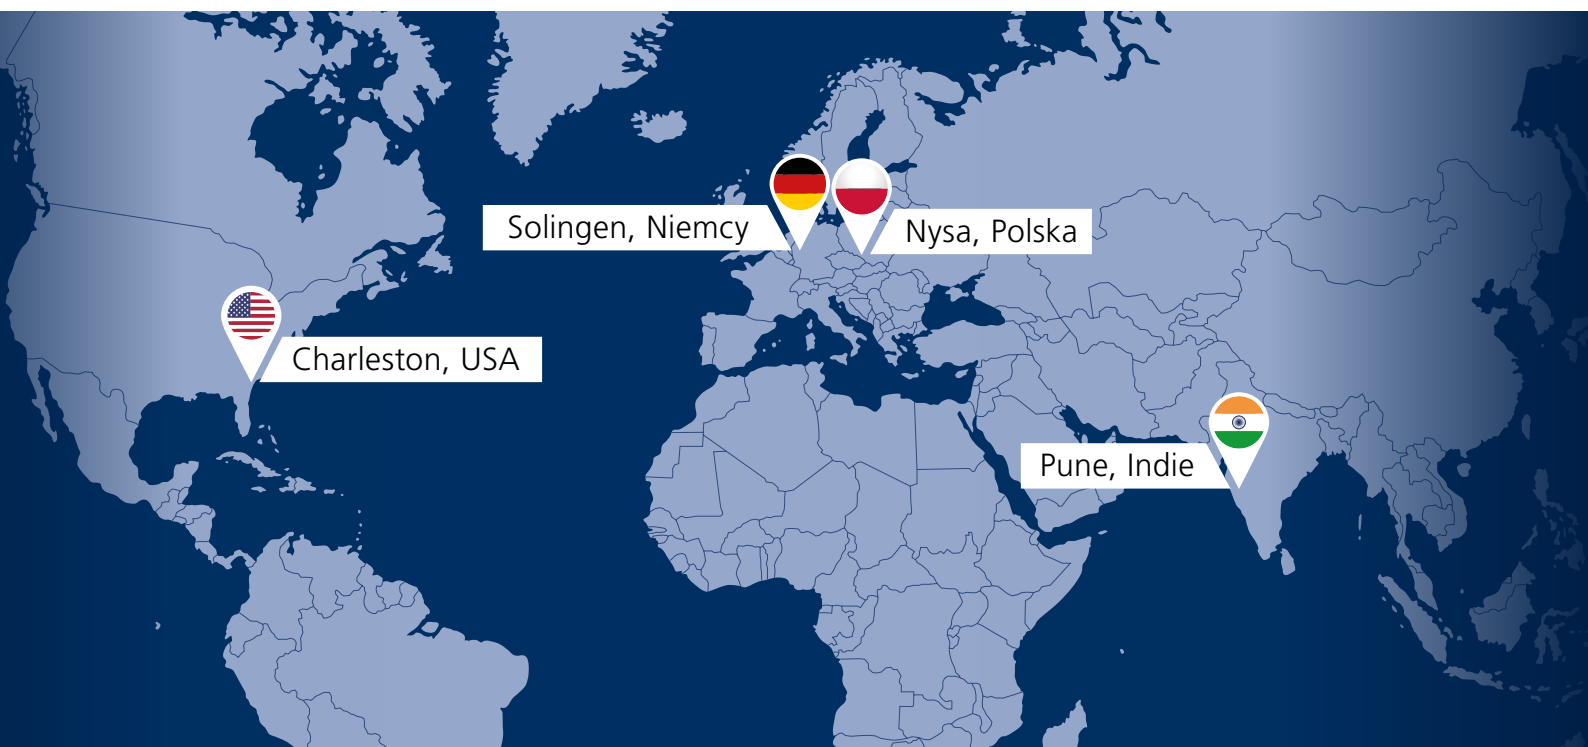 Solingen, Niemcy
Nysa, Polska
Charleston, USA
Pune, Indie